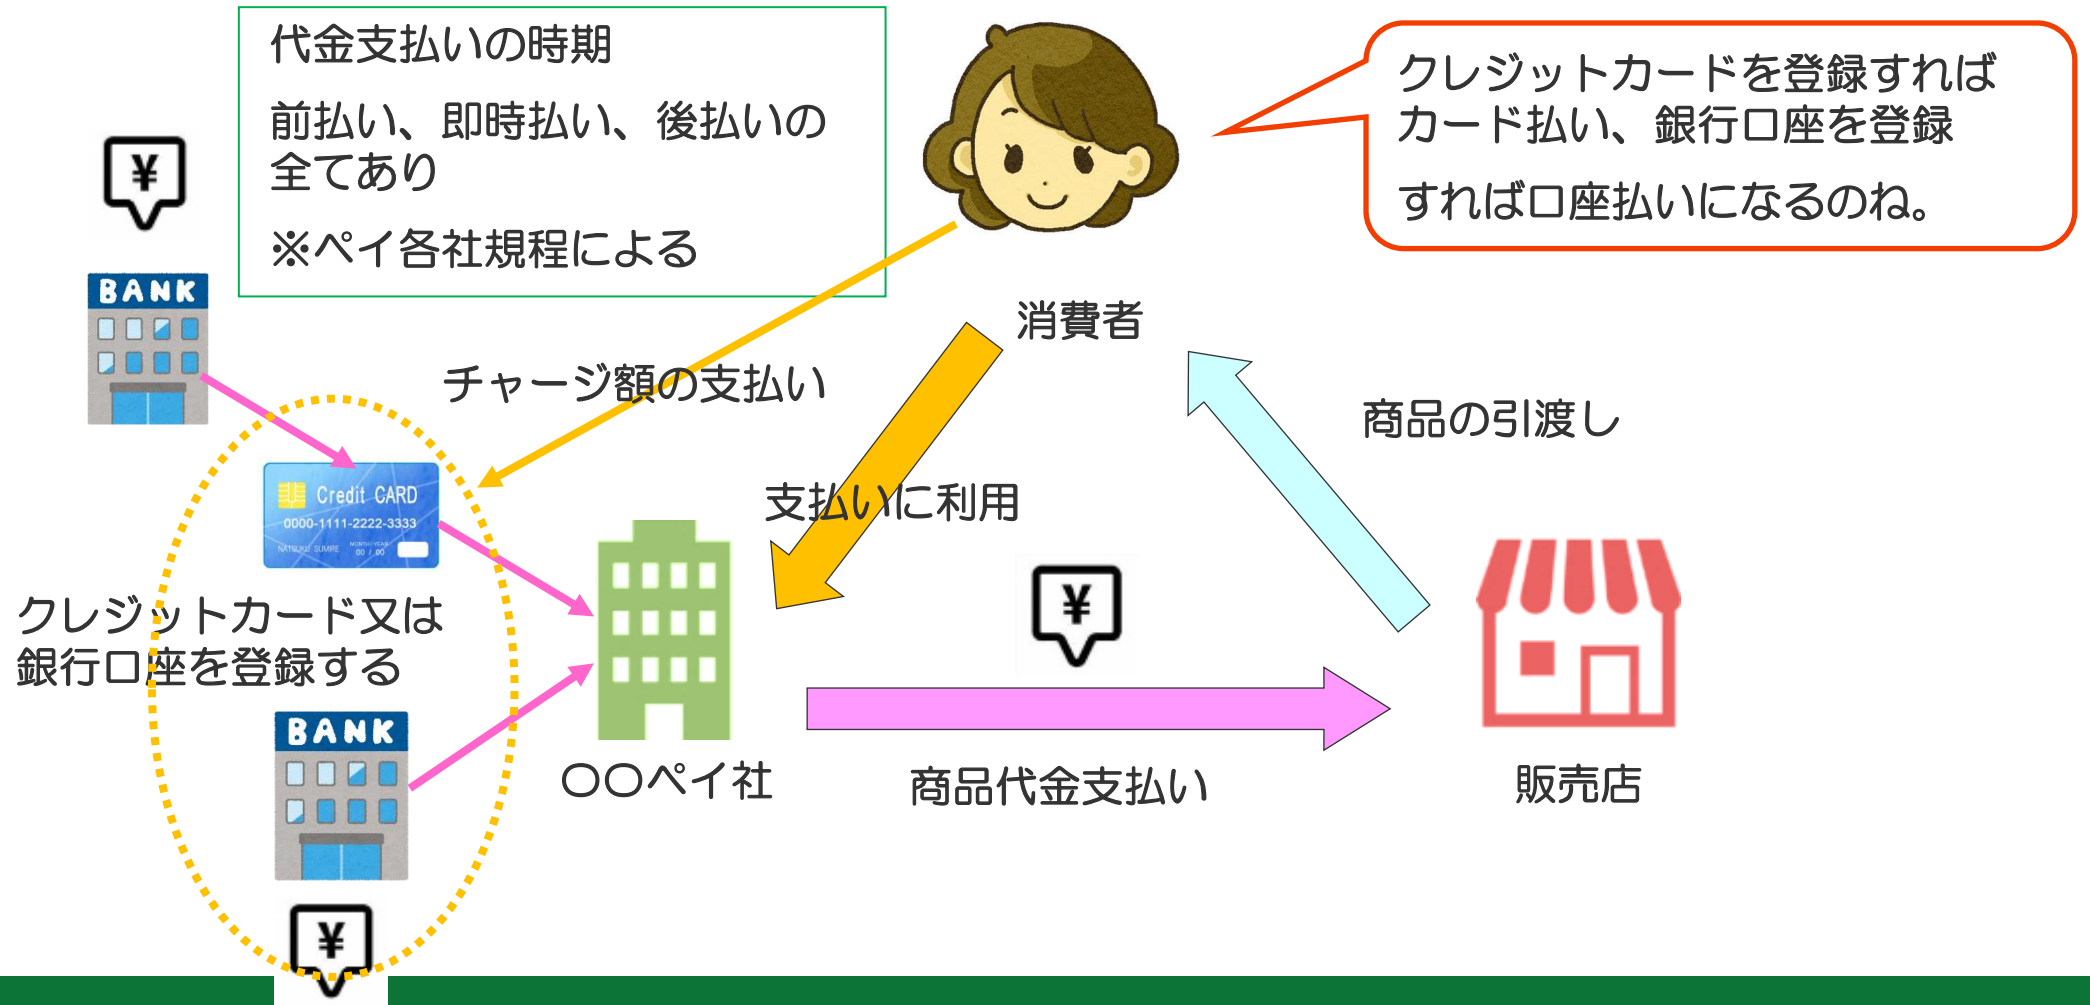 代金支払いの時期
前払い、即時払い、後払いの
全てあり
※ペイ各社規程による
クレジットカードを登録すれば
カード払い、銀行口座を登録
すれば口座払いになるのね。
¥
BANK
消費者
チャージ額の支払い
商品の引渡し
Credit CARD
0000-1111-2222-3333
NATSUKO SUMIRE
MONTH/YEAR
00 / 00
支払いに利用
¥
クレジットカード又は
銀行口座を登録する
BANK
〇〇ペイ社
商品代金支払い
販売店
¥